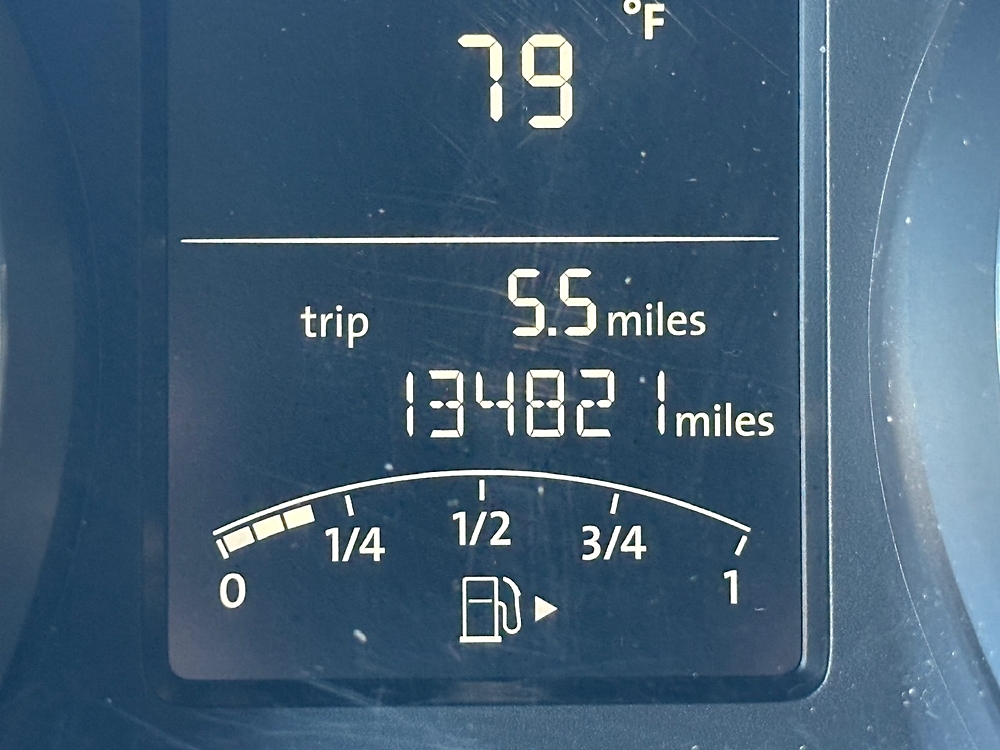 °F
79
trip 5.5 miles
134821 miles
0 1/4 1/2 3/4 1